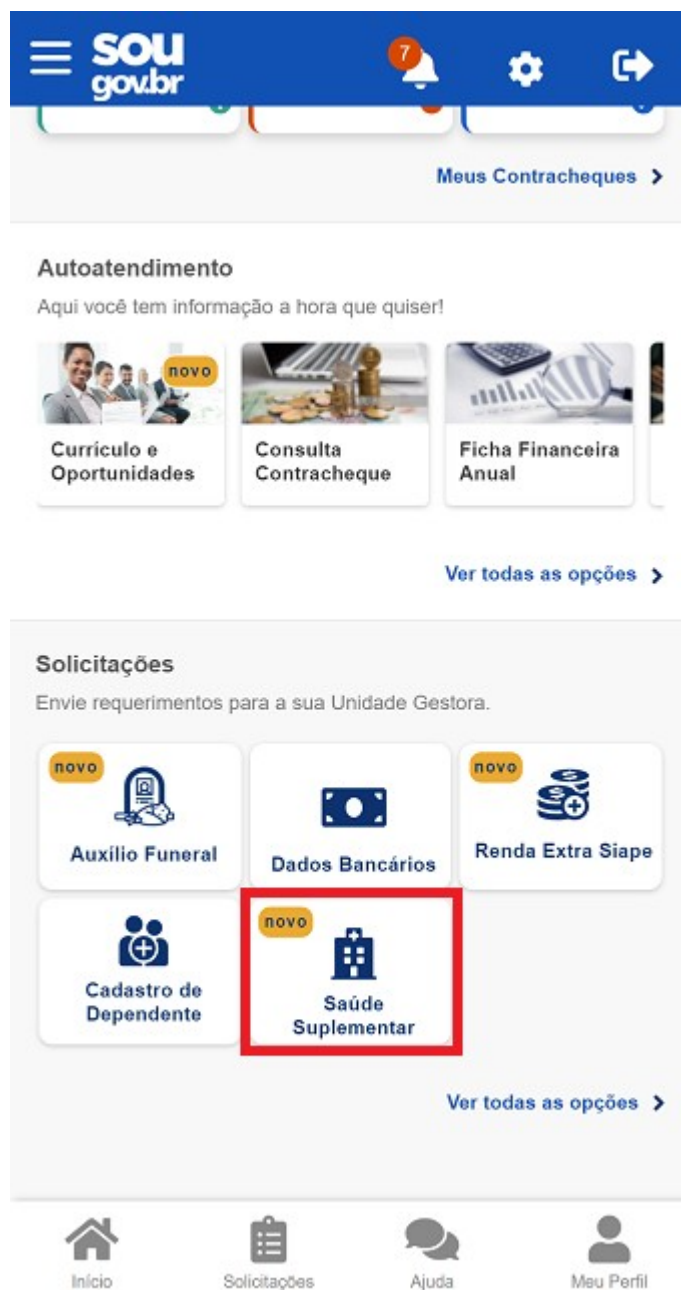 sou
gov.br
7
Meus Contracheques
Autoatendimento
Aqui você tem informação a hora que quiser!
novo
Currículo e
Oportunidades
Consulta
Contracheque
Ficha Financeira
Anual
Ver todas as opções
Solicitações
Envie requerimentos para a sua Unidade Gestora.
novo
Auxílio Funeral
Dados Bancários
novo
Renda Extra Siape
Cadastro de
Dependente
novo
Saúde
Suplementar
Ver todas as opções
Início
Solicitações
Ajuda
Meu Perfil